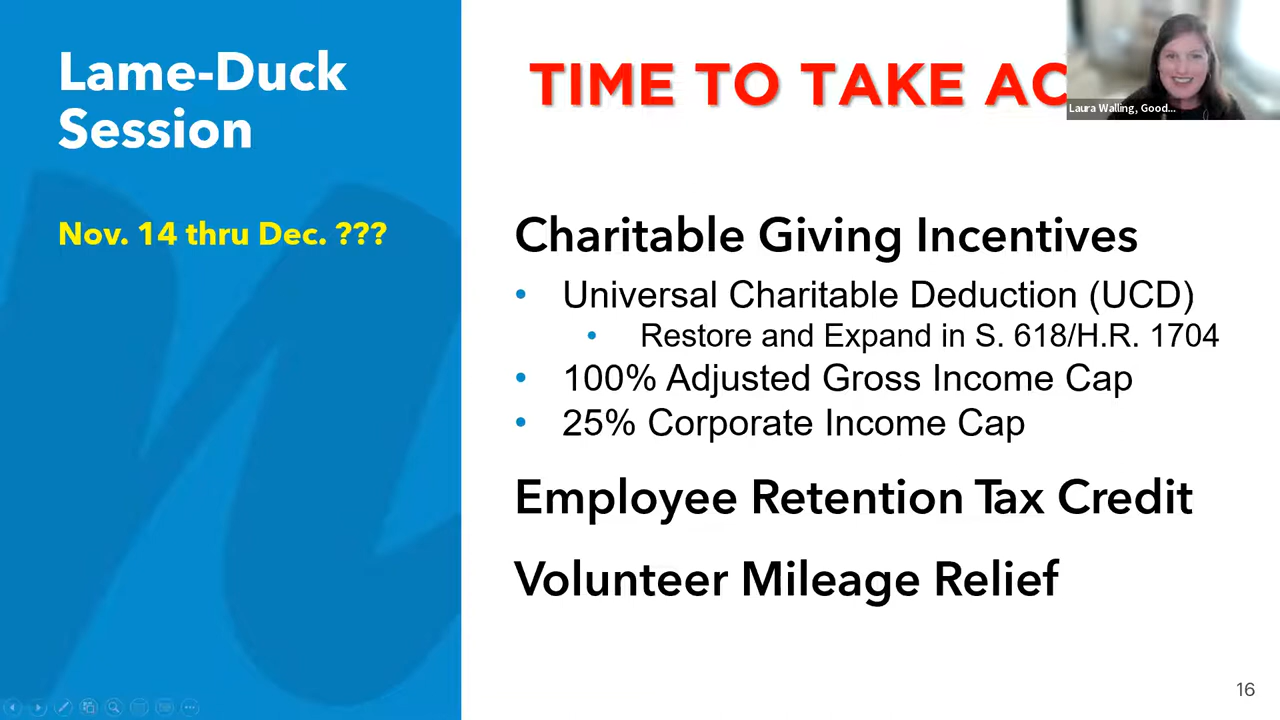 Lame-Duck
Session
Nov. 14 thru Dec. ???
TIME TO TAKE AC
Laura Walling, Good...
Charitable Giving Incentives
• Universal Charitable Deduction (UCD)
• Restore and Expand in S. 618/H.R. 1704
• 100% Adjusted Gross Income Cap
• 25% Corporate Income Cap
Employee Retention Tax Credit
Volunteer Mileage Relief
16